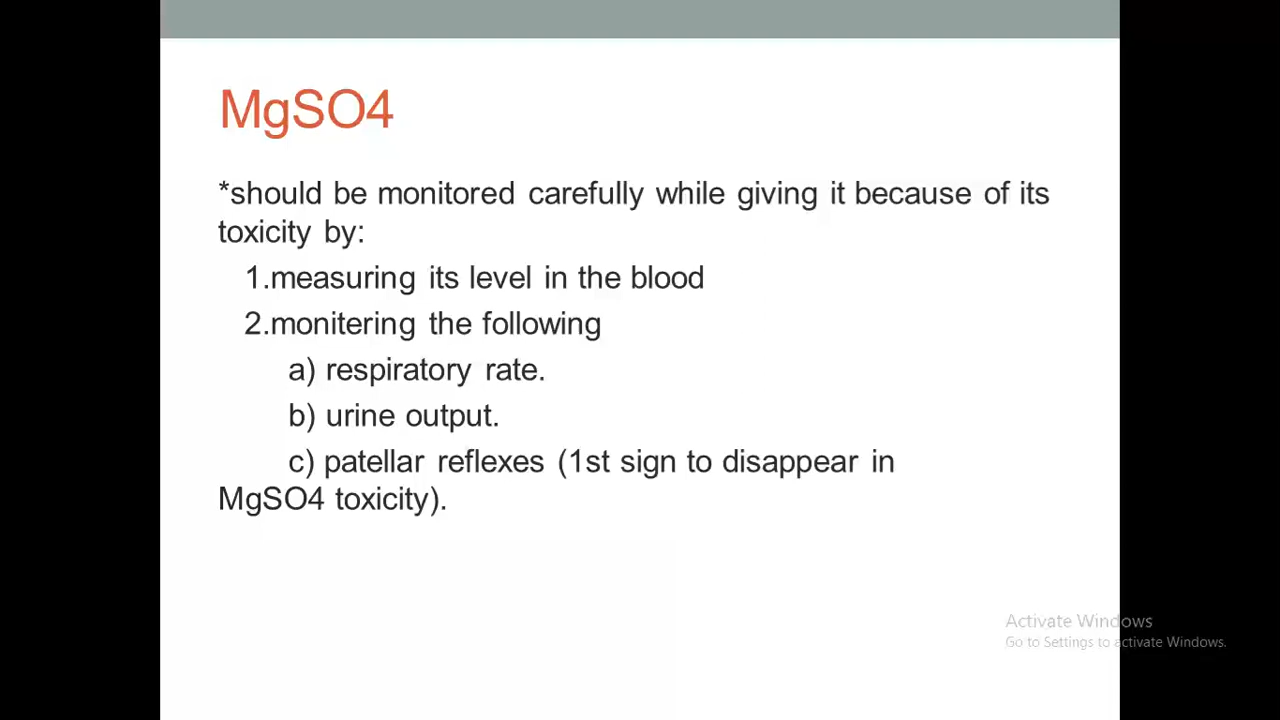 MgSO4
*should be monitored carefully while giving it because of its
toxicity by:
1.measuring its level in the blood
2.monitering the following
a) respiratory rate.
b) urine output.
c) patellar reflexes (1st sign to disappear in
MgSO4 toxicity).
Activate Windows
Go to Settings to activate Windows.